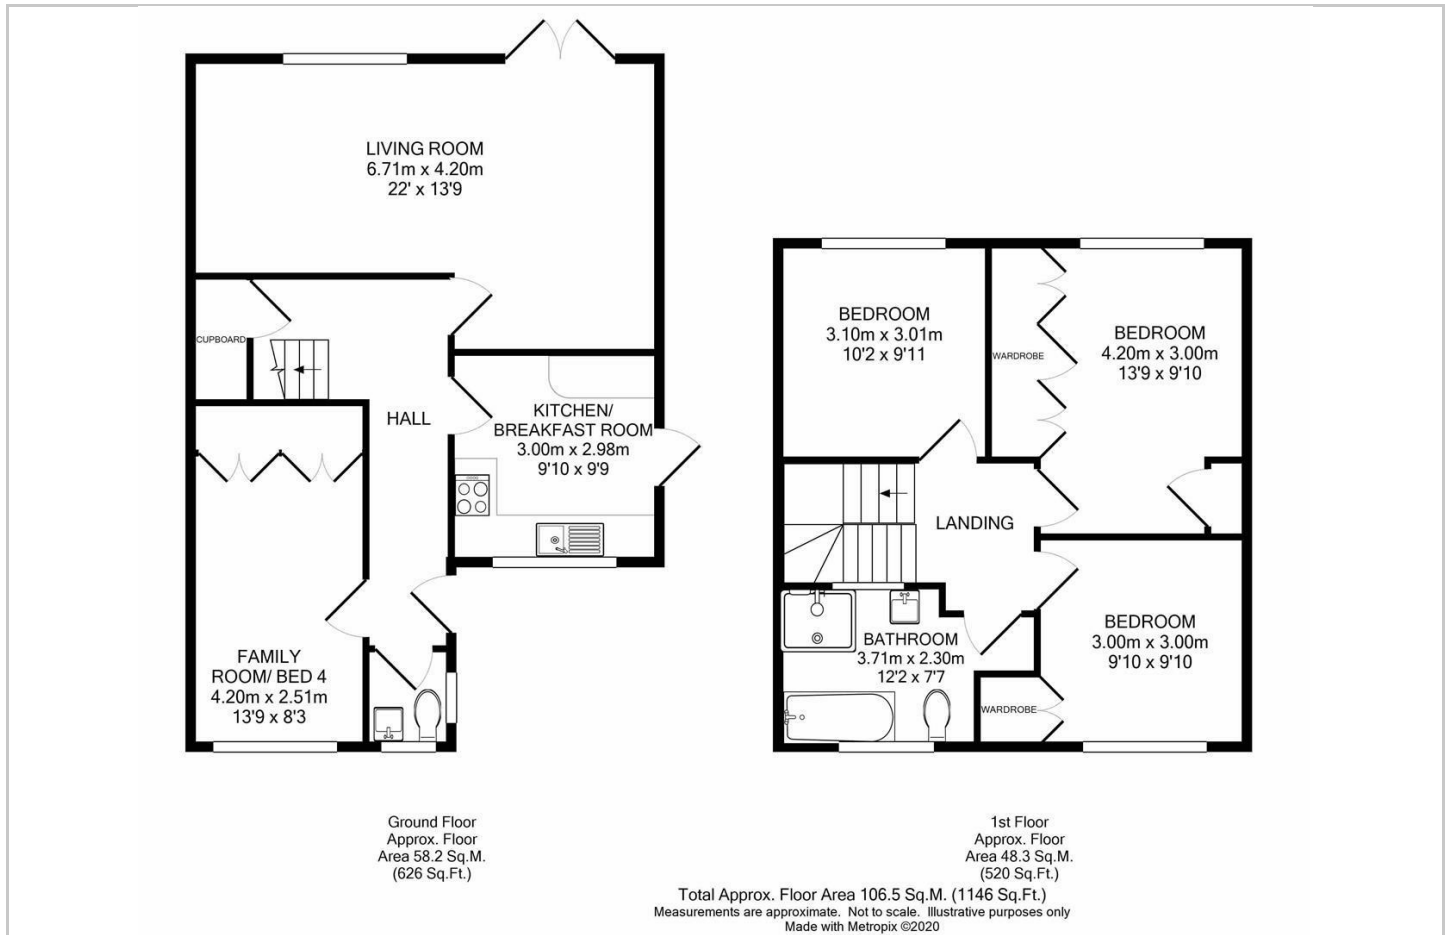 LIVING ROOM
6.71m x 4.20m
22' x 13'9
CUPBOARD
HALL
KITCHEN/
BREAKFAST ROOM
3.00m x 2.98m
9'10 x 9'9
FAMILY
ROOM/ BED 4
4.20m x 2.51m
13'9 x 8'3
Ground Floor
Approx. Floor
Area 58.2 Sq.M.
(626 Sq.Ft.)
BEDROOM
3.10m x 3.01m
10'2 x 9'11
WARDROBE
BEDROOM
4.20m x 3.00m
13'9 x 9'10
LANDING
BATHROOM
3.71m x 2.30m
12'2 x 7'7
BEDROOM
3.00m x 3.00m
9'10 x 9'10
WARDROBE
1st Floor
Approx. Floor
Area 48.3 Sq.M.
(520 Sq.Ft.)
Total Approx. Floor Area 106.5 Sq.M. (1146 Sq.Ft.)
Measurements are approximate. Not to scale. Illustrative purposes only
Made with Metropix ©2020